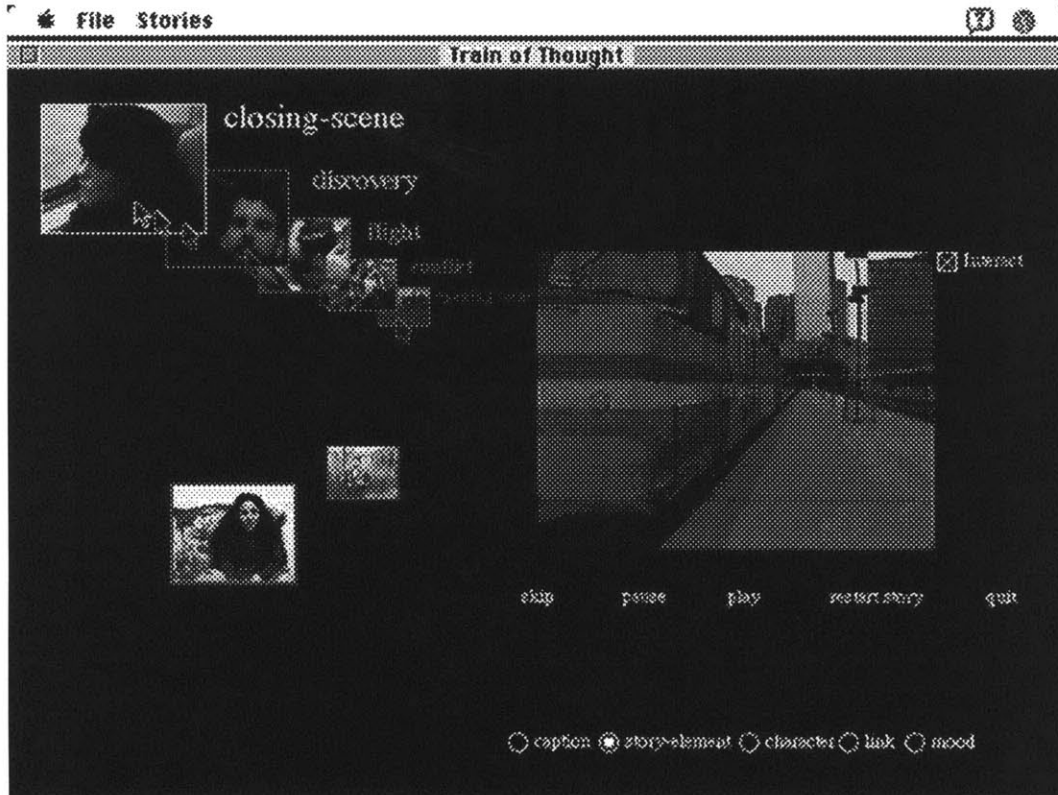 File Stories
Train of Thought
closing-scene
discovery
flight
conflict
Interact
skip pause play restart story quit
caption story-element character link mood